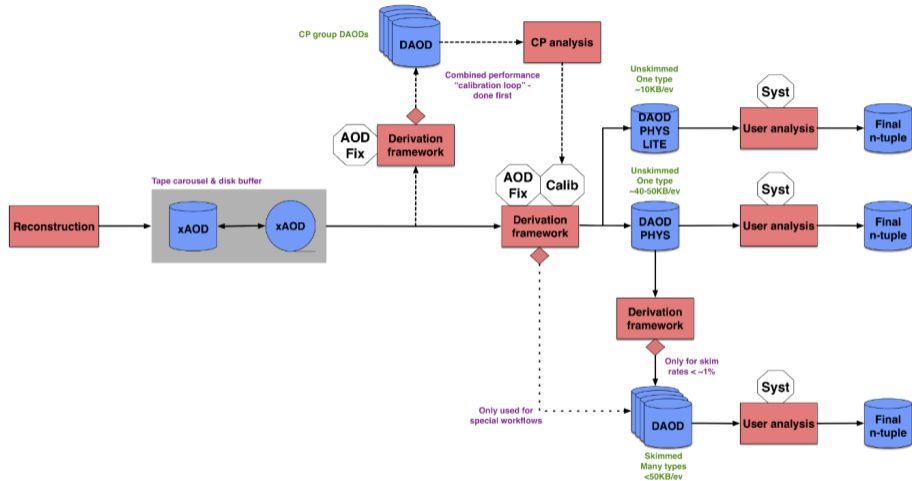 CP group DAODs
DAOD
CP analysis
Combined performance
“calibration loop” -
done first
AOD
Fix
Derivation
framework
Unskimmed
One type
~10KB/ev
Syst
DAOD
PHYS
LITE
User analysis
Final
n-tuple
Tape carousel & disk buffer
AOD
Fix
Calib
Unskimmed
One type
~40-50KB/ev
Syst
Reconstruction
xAOD
xAOD
Derivation
framework
DAOD
PHYS
User analysis
Final
n-tuple
Derivation
framework
Only for skim
rates < ~1%
Only used for
special workflows
Syst
DAOD
User analysis
Final
n-tuple
Skimmed
Many types
<50KB/ev